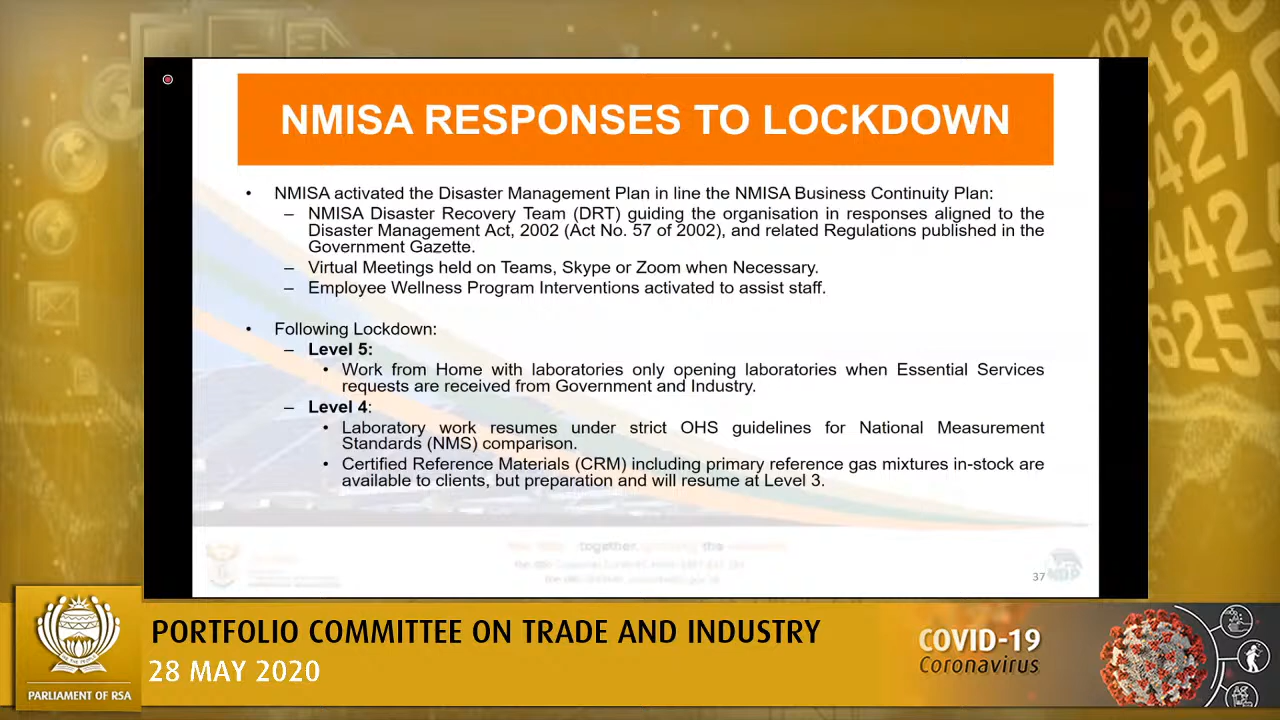 NMISA RESPONSES TO LOCKDOWN
• NMISA activated the Disaster Management Plan in line the NMISA Business Continuity Plan:
– NMISA Disaster Recovery Team (DRT) guiding the organisation in responses aligned to the
Disaster Management Act, 2002 (Act No. 57 of 2002), and related Regulations published in the
Government Gazette.
– Virtual Meetings held on Teams, Skype or Zoom when Necessary.
– Employee Wellness Program Interventions activated to assist staff.
• Following Lockdown:
– Level 5:
• Work from Home with laboratories only opening laboratories when Essential Services
requests are received from Government and Industry.
– Level 4:
• Laboratory work resumes under strict OHS guidelines for National Measurement
Standards (NMS) comparison.
• Certified Reference Materials (CRM) including primary reference gas mixtures in-stock are
available to clients, but preparation and will resume at Level 3.
together
the
37
NDP
PORTFOLIO COMMITTEE ON TRADE AND INDUSTRY
28 MAY 2020
PARLIAMENT OF RSA
COVID-19
Coronavirus